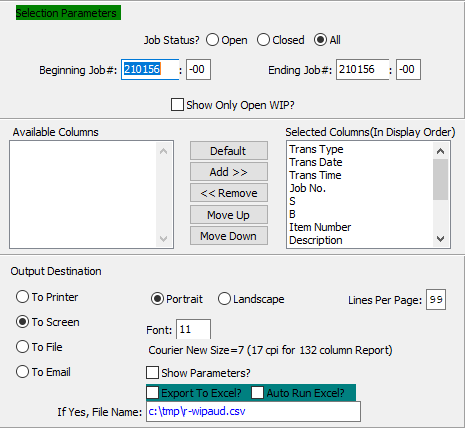 Selection Parameters
Job Status? Open Closed All
Beginning Job#: 210156 : -00 Ending Job#: 210156 : -00
Show Only Open WIP?
Available Columns Selected Columns(In Display Order)
Default
Add >>
<< Remove
Move Up
Move Down
Trans Type
Trans Date
Trans Time
Job No.
S
B
Item Number
Description
Output Destination
To Printer
To Screen
To File
To Email
Portrait Landscape Lines Per Page: 99
Font: 11
Courier New Size=7 (17 cpi for 132 column Report)
Show Parameters?
Export To Excel? Auto Run Excel?
If Yes, File Name: c:\tmp\r-wipaud.csv